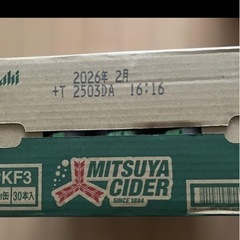 ahi
2026年 2月
+T 2503DA 16:16
KF3
缶 30本入
MITSUYA
CIDER
SINCE 1884